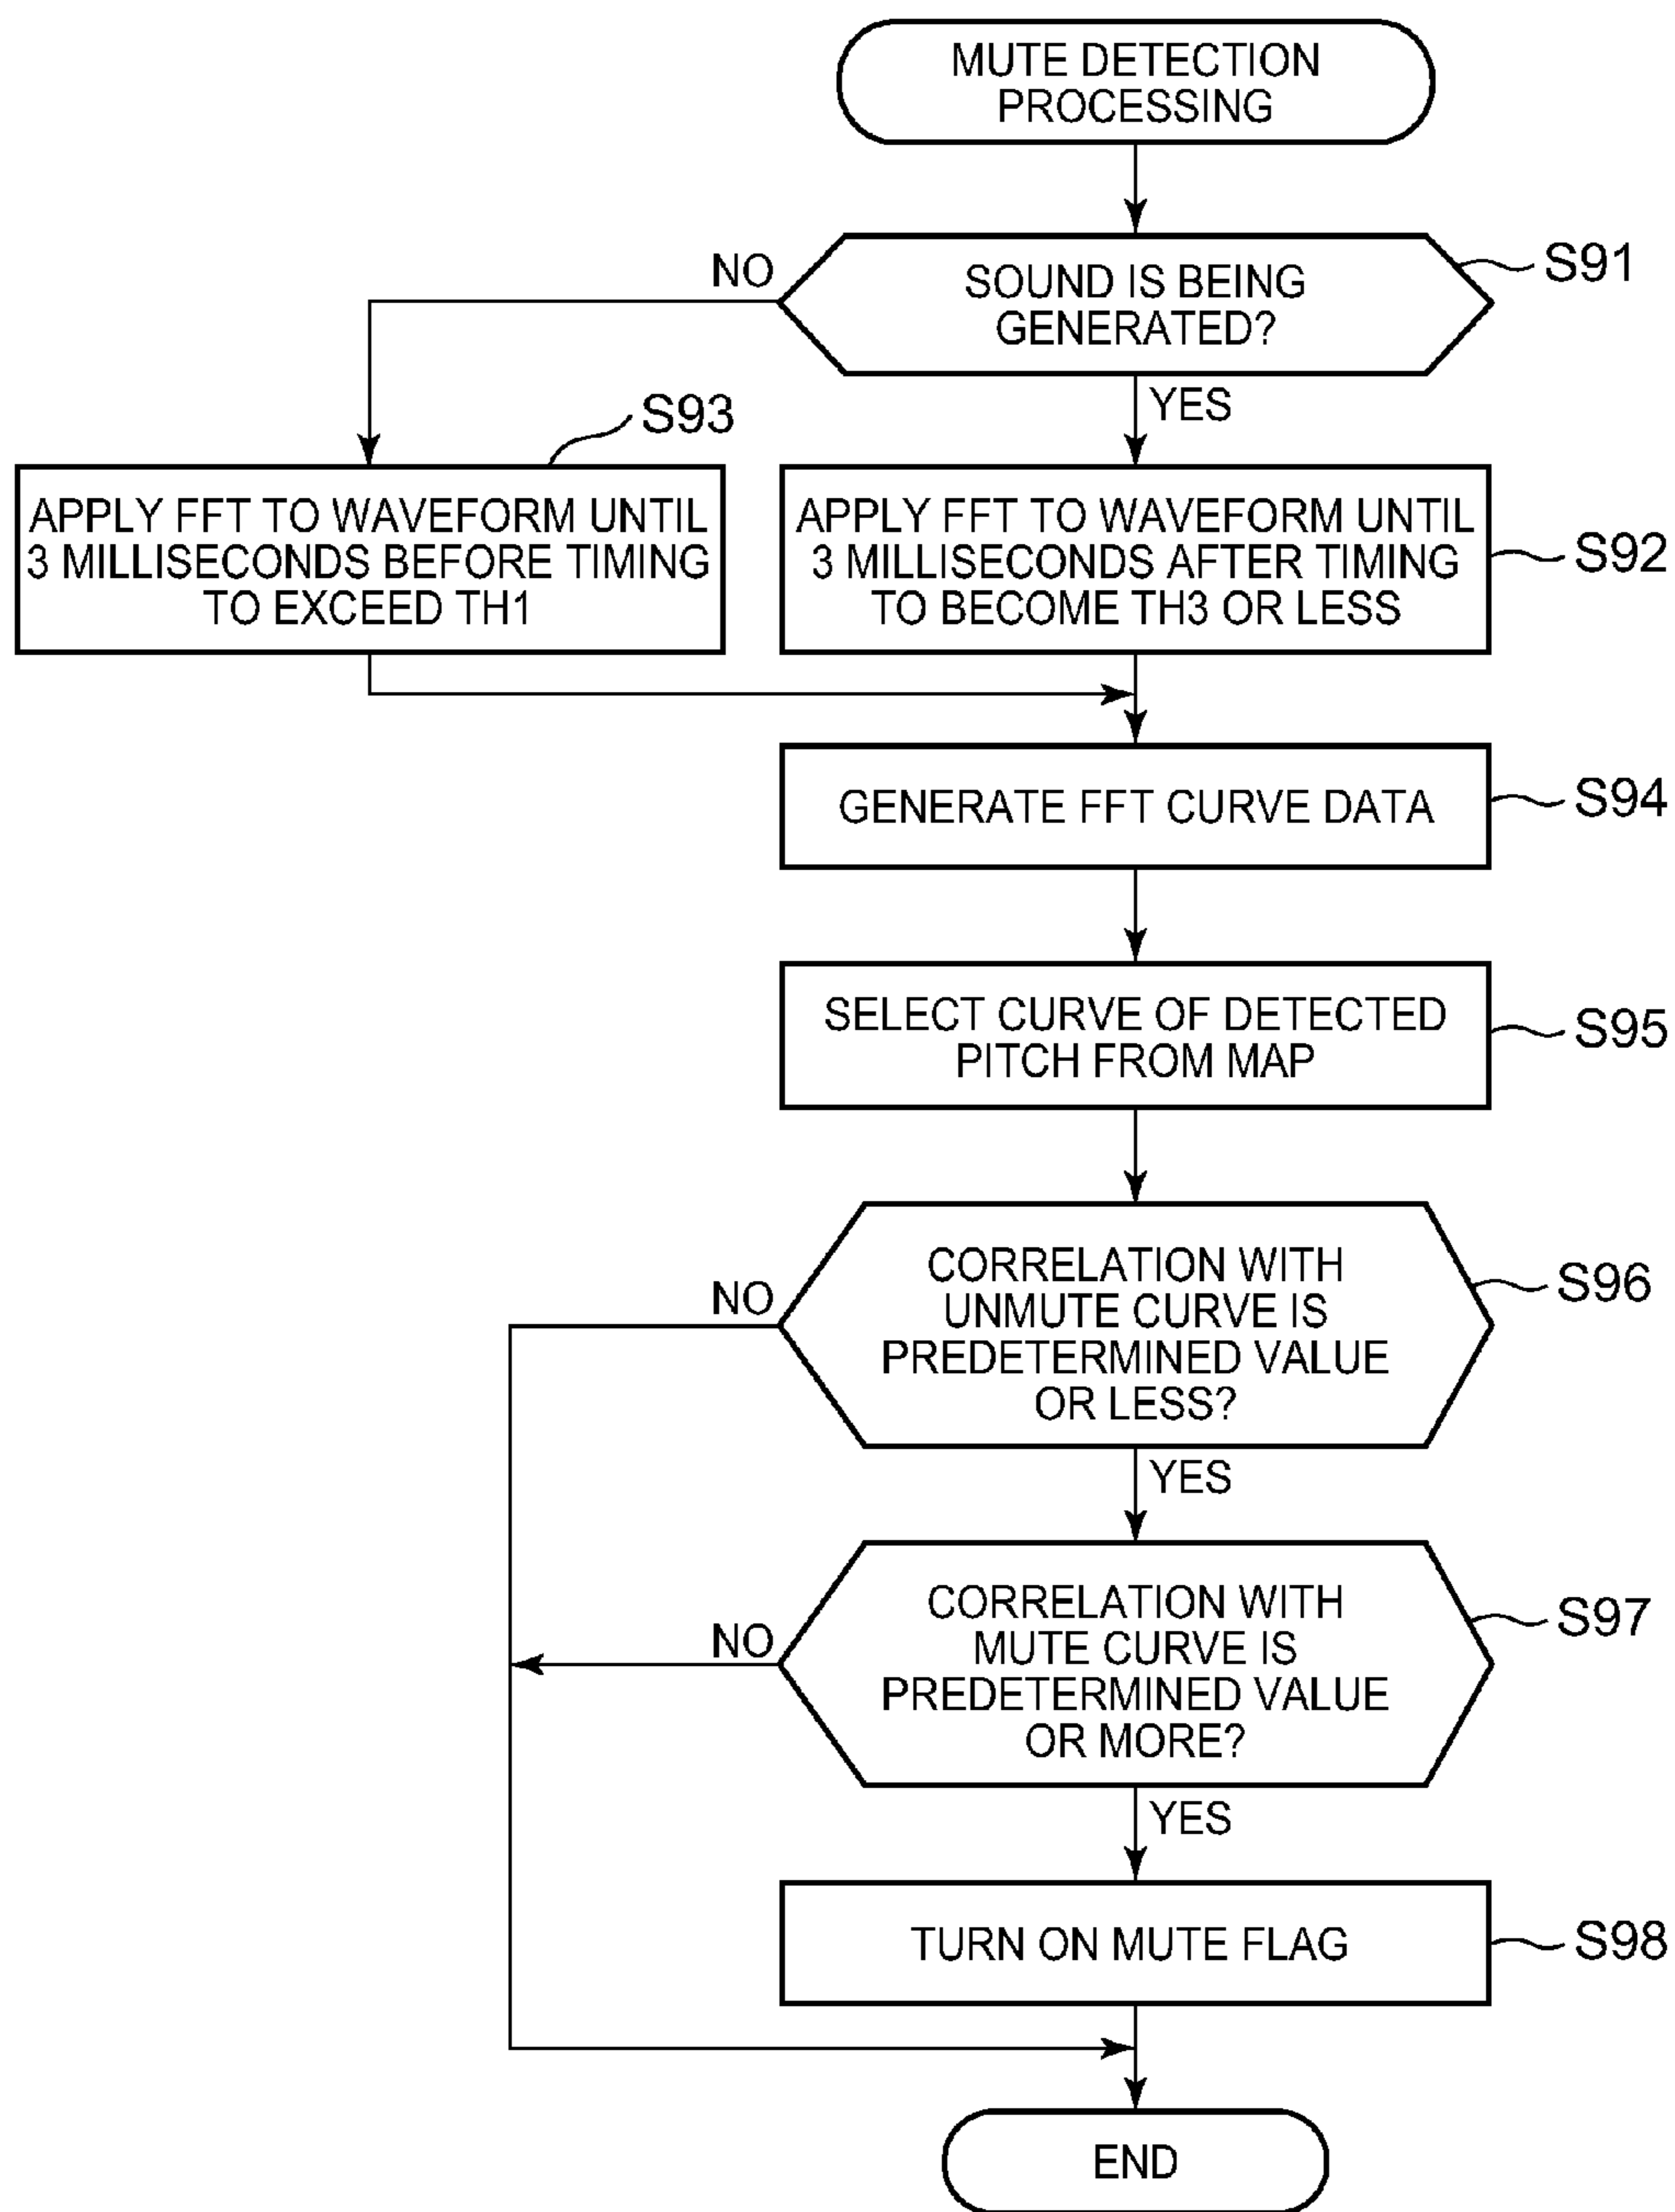 MUTE DETECTION
PROCESSING
SOUND IS BEING
GENERATED?
S91
NO
YES
S93
APPLY FFT TO WAVEFORM UNTIL
3 MILLISECONDS BEFORE TIMING
TO EXCEED TH1
APPLY FFT TO WAVEFORM UNTIL
3 MILLISECONDS AFTER TIMING
TO BECOME TH3 OR LESS
S92
GENERATE FFT CURVE DATA
S94
SELECT CURVE OF DETECTED
PITCH FROM MAP
S95
CORRELATION WITH
UNMUTE CURVE IS
PREDETERMINED VALUE
OR LESS?
S96
NO
YES
CORRELATION WITH
MUTE CURVE IS
PREDETERMINED VALUE
OR MORE?
S97
NO
YES
TURN ON MUTE FLAG
S98
END